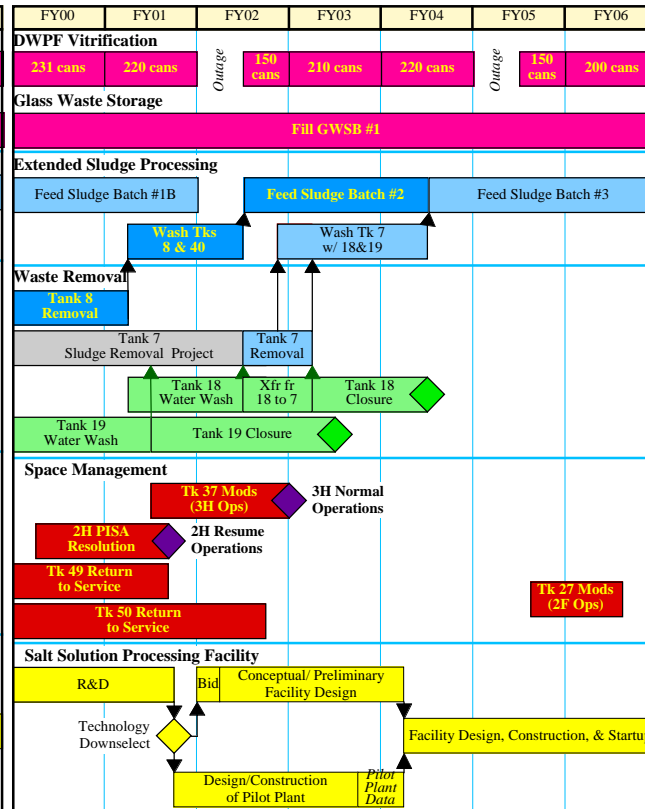 FY00 FY01 FY02 FY03 FY04 FY05 FY06
DWPF Vitrification
231 cans 220 cans Outage 150 cans 210 cans 220 cans Outage 150 cans 200 cans
Glass Waste Storage
Fill GWSB #1
Extended Sludge Processing
Feed Sludge Batch #1B Feed Sludge Batch #2 Feed Sludge Batch #3
Wash Tks
8 & 40
Wash Tk 7
w/ 18&19
Waste Removal
Tank 8
Removal
Tank 7
Sludge Removal Project
Tank 7
Removal
Tank 18
Water Wash
Xfr fr
18 to 7
Tank 18
Closure
Tank 19
Water Wash
Tank 19 Closure
Space Management
Tk 37 Mods
(3H Ops)
3H Normal
Operations
2H PISA
Resolution
2H Resume
Operations
Tk 49 Return
to Service
Tk 27 Mods
(2F Ops)
Tk 50 Return
to Service
Salt Solution Processing Facility
R&D
Bid
Conceptual/ Preliminary
Facility Design
Technology
Downselect
Facility Design, Construction, & Startu
Design/Construction
of Pilot Plant
Pilot
Plant
Data